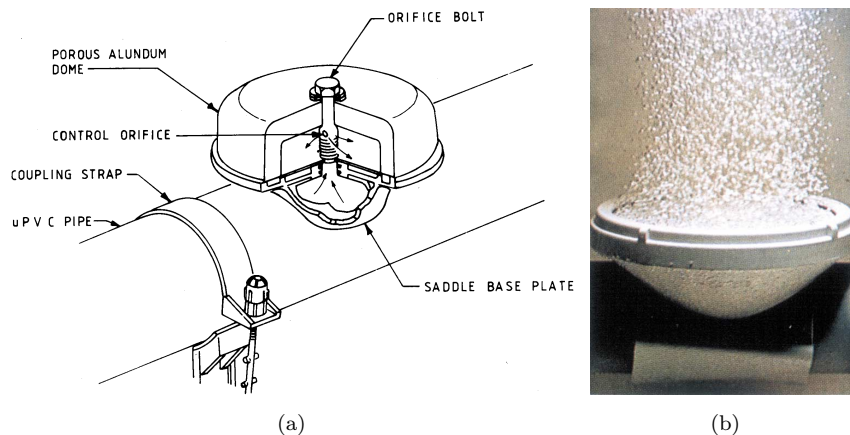 ORIFICE BOLT
POROUS ALUNDUM
DOME
CONTROL ORIFICE
COUPLING STRAP
uPVC PIPE
SADDLE BASE PLATE
(a)
(b)